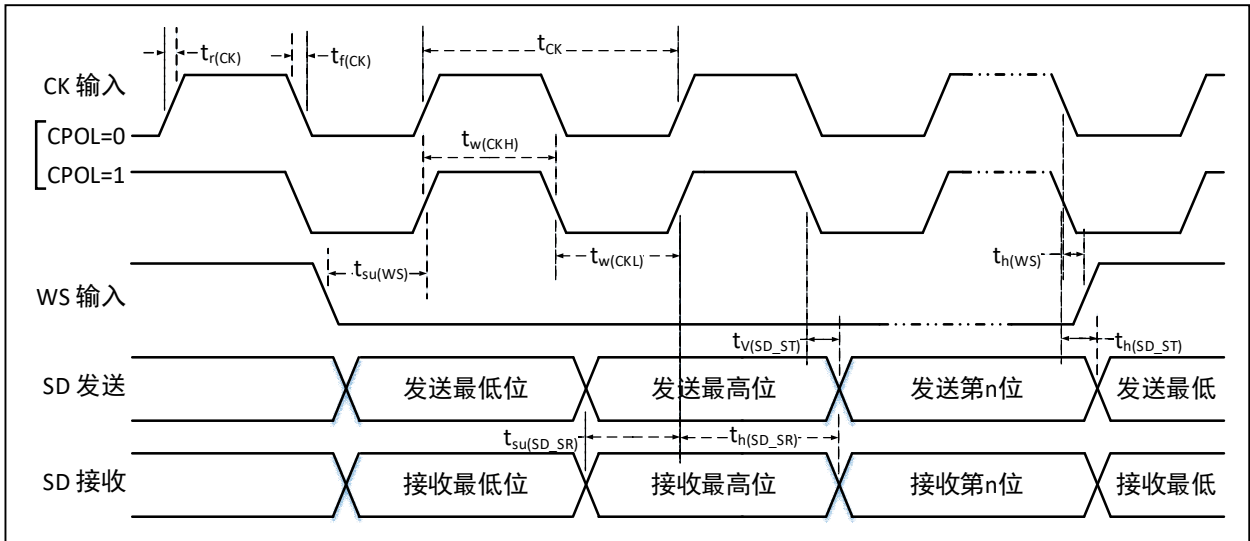 tr(CK)
tf(CK)
tCK
CK 输入
CPOL=0
tw(CKH)
CPOL=1
tsu(WS)
tw(CKL)
th(WS)
WS 输入
tV(SD_ST)
th(SD_ST)
SD 发送
发送最低位
发送最高位
发送第n位
发送最低
tsu(SD_SR)
th(SD_SR)
SD 接收
接收最低位
接收最高位
接收第n位
接收最低